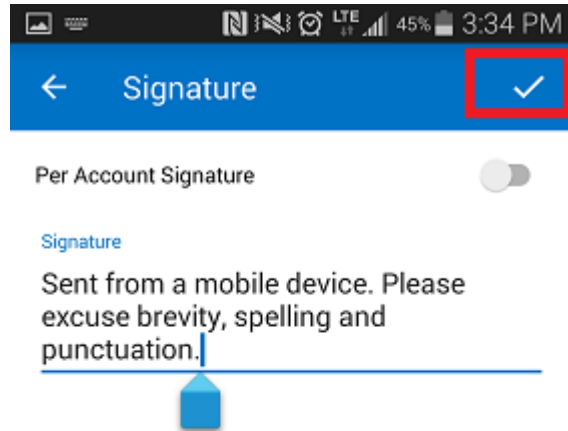 LTE 45% 3:34 PM
Signature
Per Account Signature
Signature
Sent from a mobile device. Please
excuse brevity, spelling and
punctuation.